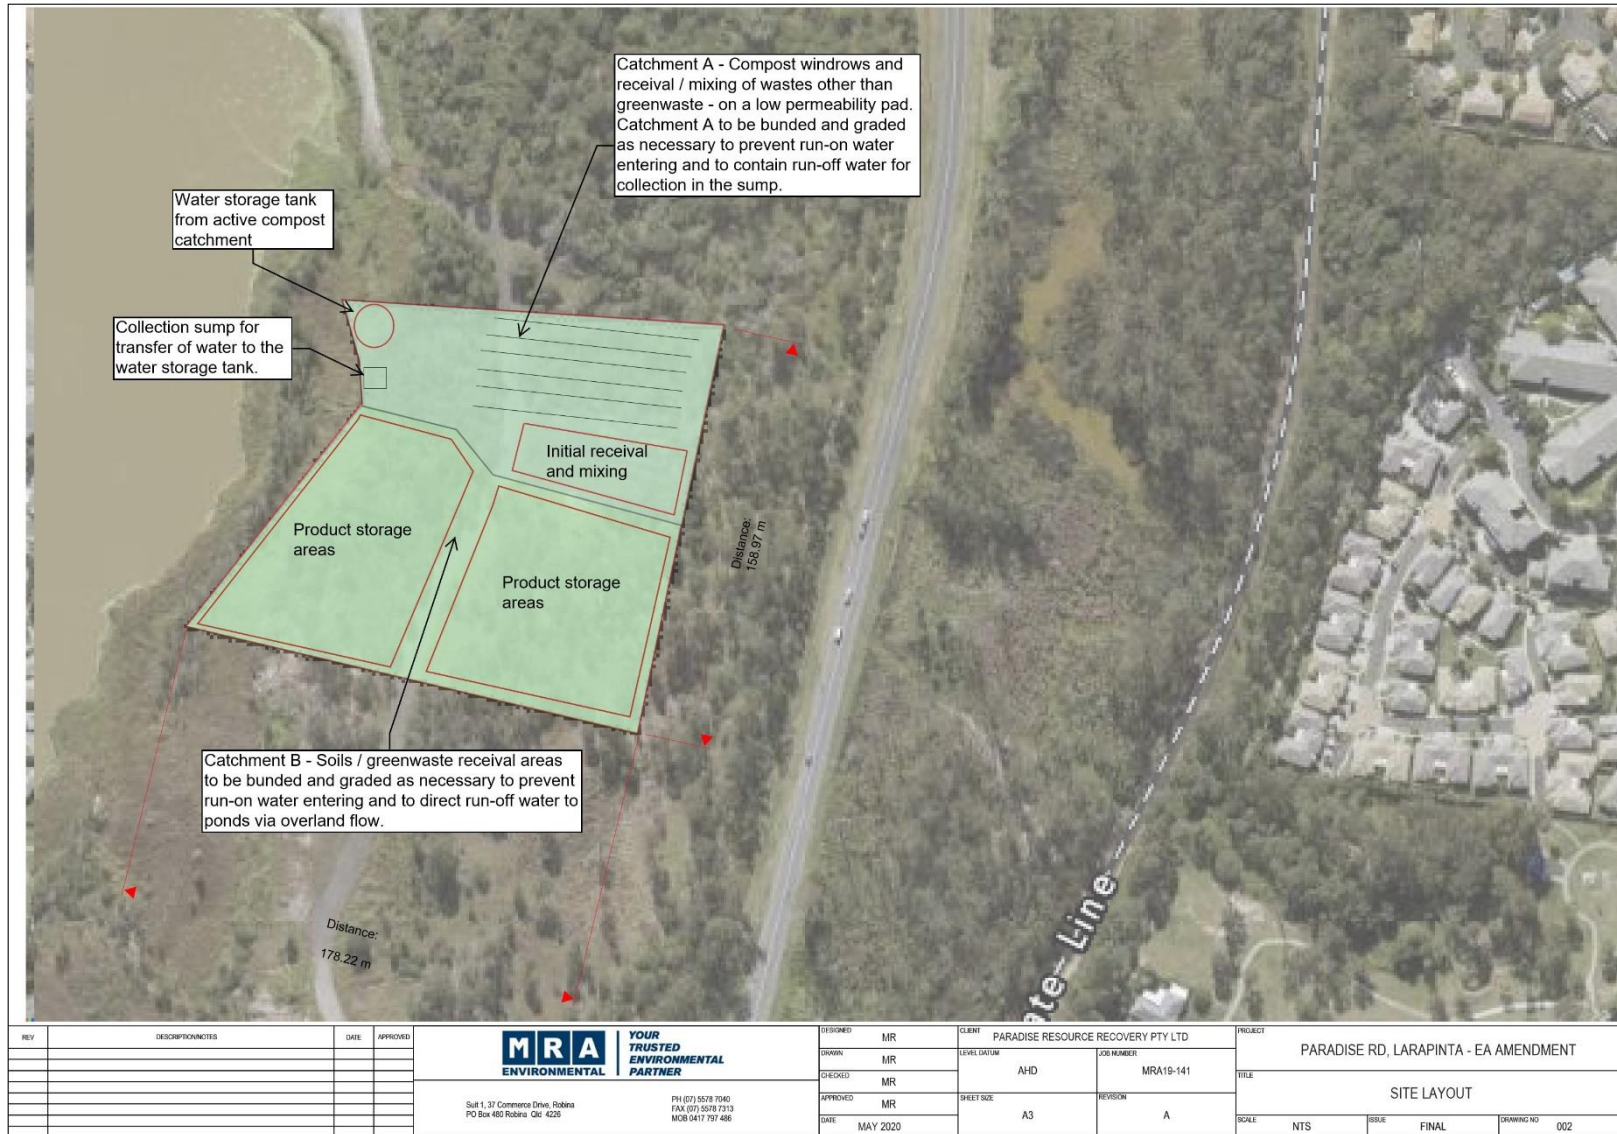 Catchment A - Compost windrows and
receival / mixing of wastes other than
greenwaste - on a low permeability pad.
Catchment A to be bunded and graded
as necessary to prevent run-on water
entering and to contain run-off water for
collection in the sump.
Water storage tank
from active compost
catchment
Collection sump for
transfer of water to the
water storage tank.
Initial receival
and mixing
Product storage
areas
Product storage
areas
Distance:
158.97 m
Catchment B - Soils / greenwaste receival areas
to be bunded and graded as necessary to prevent
run-on water entering and to direct run-off water to
ponds via overland flow.
Distance:
178.22 m
ate Line
REV
DESCRIPTION/NOTES
DATE
APPROVED
MRA
ENVIRONMENTAL
YOUR
TRUSTED
ENVIRONMENTAL
PARTNER
Suit 1, 37 Commerce Drive, Robina
PO Box 480 Robina Qld 4226
PH (07) 5578 7040
FAX (07) 5578 7313
MOB 0417 797 486
DESIGNED MR
DRAWN MR
CHECKED MR
APPROVED MR
DATE MAY 2020
CLIENT PARADISE RESOURCE RECOVERY PTY LTD
LEVEL DATUM AHD
JOB NUMBER MRA19-141
SHEET SIZE A3
REVISION A
PROJECT
PARADISE RD, LARAPINTA - EA AMENDMENT
TITLE
SITE LAYOUT
SCALE NTS
ISSUE FINAL
DRAWING NO 002